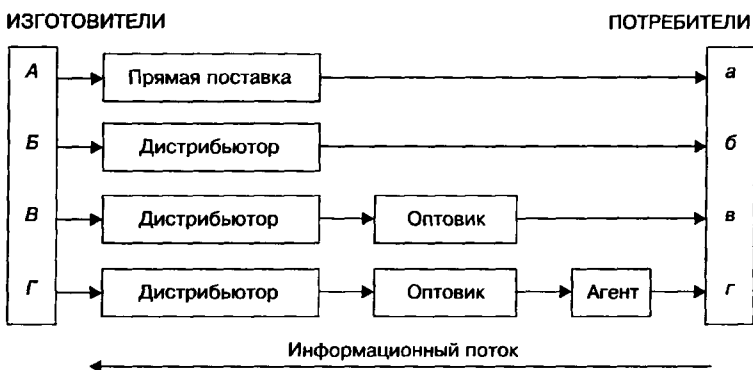 ИЗГОТОВИТЕЛИ ПОТРЕБИТЕЛИ
А Прямая поставка а
Б Дистрибьютор б
В Дистрибьютор Оптовик в
Г Дистрибьютор Оптовик Агент г
Информационный поток